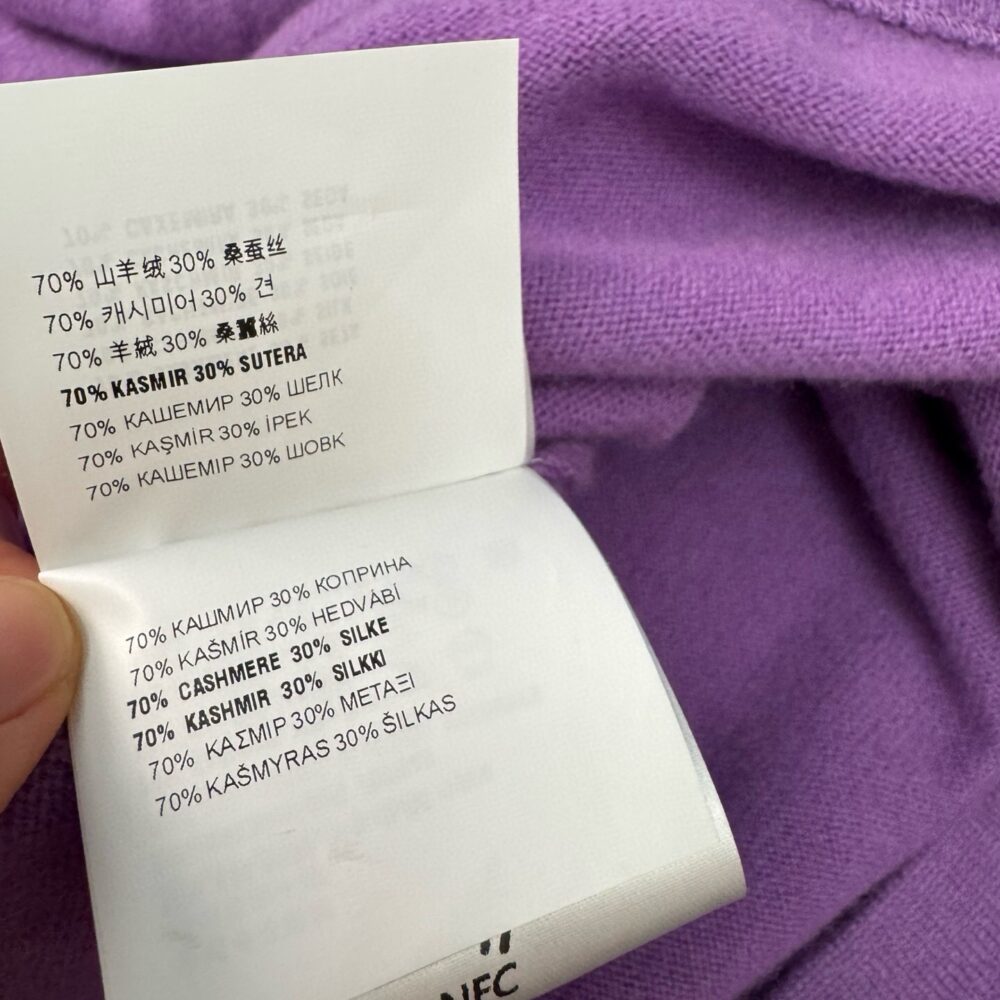 70% 山羊绒 30% 桑蚕丝
70% 캐시미어 30% 견
70% 羊絨 30% 桑 絲
70% KASMIR 30% SUTERA
70% КАШЕМИР 30% ШЕЛК
70% KAŞMİR 30% İPEK
70% КАШЕМІР 30% ШОВК
70% КАШМИР 30% КОПРИНА
70% KAŠMÍR 30% HEDVÁBÍ
70% CASHMERE 30% SILKE
70% KASHMIR 30% SILKKI
70% ΚΑΣΜΙΡ 30% ΜΕΤΑΞΙ
70% KAŠMYRAS 30% ŠILKAS
NFC